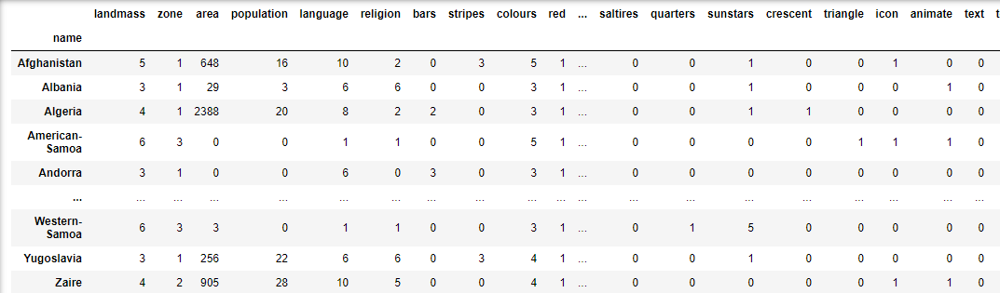 landmass zone area population language religion bars stripes colours red ... saltires quarters sunstars crescent triangle icon animate text t
name
Afghanistan 5 1 648 16 10 2 0 3 5 1 ... 0 0 1 0 0 1 0 0
Albania 3 1 29 3 6 6 0 0 3 1 ... 0 0 1 0 0 0 1 0
Algeria 4 1 2388 20 8 2 2 0 3 1 ... 0 0 1 1 0 0 0 0
American-
Samoa 6 3 0 0 1 1 0 0 5 1 ... 0 0 0 0 1 1 1 0
Andorra 3 1 0 0 6 0 3 0 3 1 ... 0 0 0 0 0 0 0 0
... ... ... ... ... ... ... ... ... ... ... ... ... ... ... ... ... ... ... ...
Western-
Samoa 6 3 3 0 1 1 0 0 3 1 ... 0 1 5 0 0 0 0 0
Yugoslavia 3 1 256 22 6 6 0 3 4 1 ... 0 0 1 0 0 0 0 0
Zaire 4 2 905 28 10 5 0 0 4 1 ... 0 0 0 0 0 1 1 0